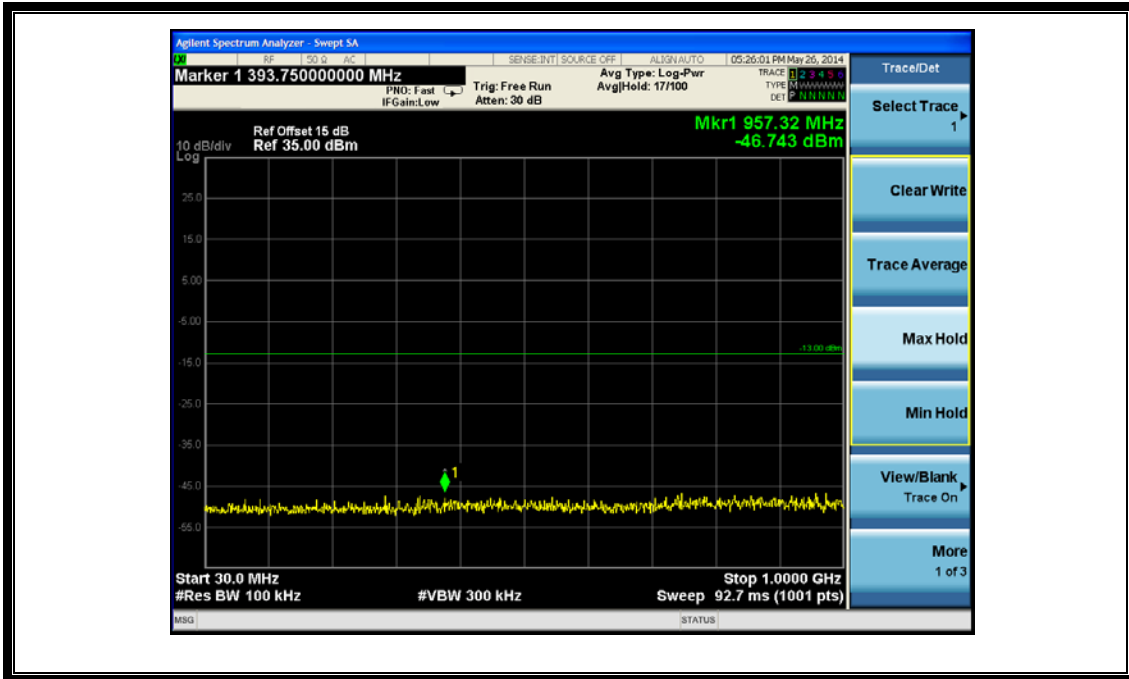 Agilent Spectrum Analyzer - Swept SA
RF 50 Ω AC SENSE:INT SOURCE OFF ALIGNAUTO 05:26:01 PM May 26, 2014
Marker 1 393.750000000 MHz
PNO: Fast
IFGain:Low
Trig: Free Run
Atten: 30 dB
Avg Type: Log-Pwr
Avg|Hold: 17/100
TRACE 1 2 3 4 5 6
TYPE M
DET P N N N N N
Mkr1 957.32 MHz
-46.743 dBm
Ref Offset 15 dB
10 dB/div Ref 35.00 dBm
Log
25.0
15.0
5.00
-5.00
-13.00 dBm
-15.0
-25.0
-35.0
1
-45.0
-55.0
Start 30.0 MHz
Stop 1.0000 GHz
#Res BW 100 kHz
#VBW 300 kHz
Sweep 92.7 ms (1001 pts)
MSG
STATUS
Trace/Det
Select Trace
1
Clear Write
Trace Average
Max Hold
Min Hold
View/Blank
Trace On
More
1 of 3